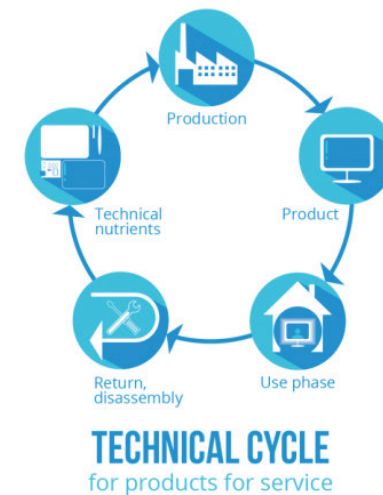 Production
Product
Use phase
Return,
disassembly
Technical
nutrients
TECHNICAL CYCLE
for products for service